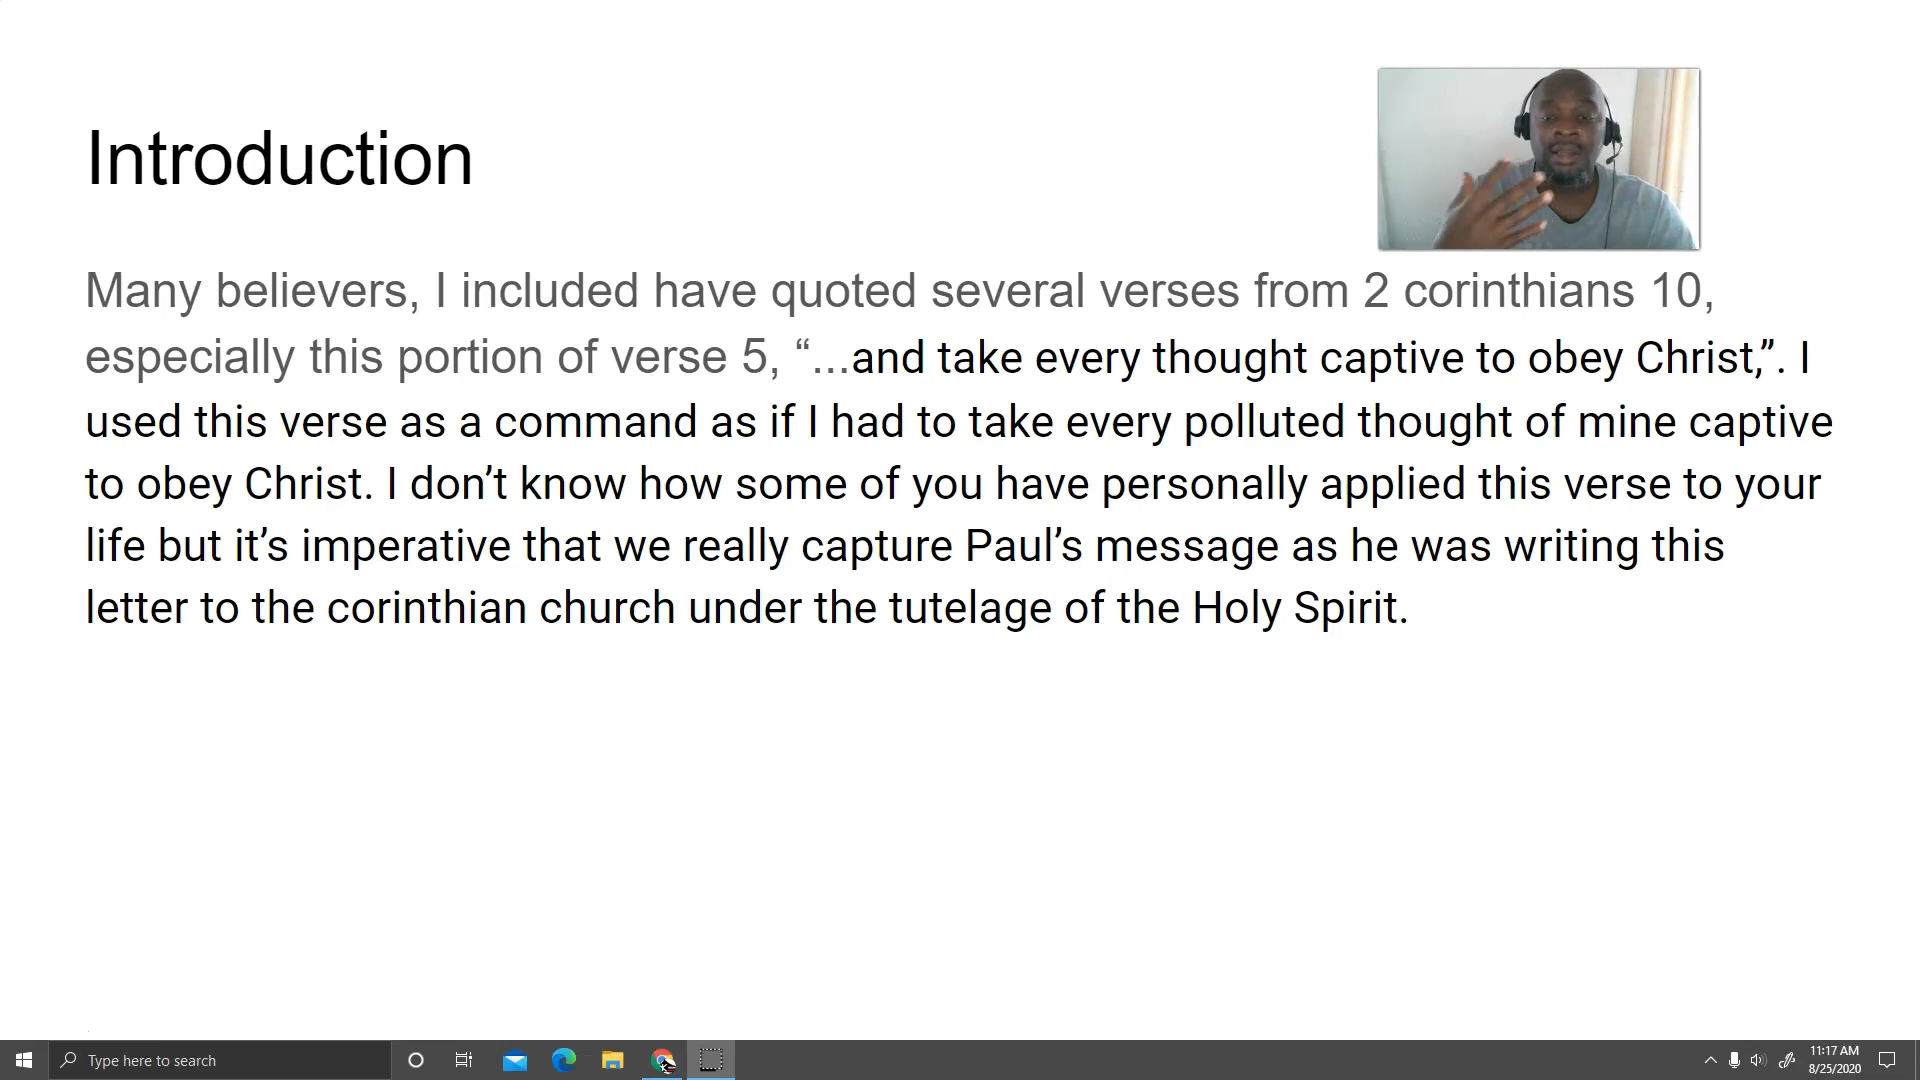 Introduction
Many believers, I included have quoted several verses from 2 corinthians 10,
especially this portion of verse 5, “...and take every thought captive to obey Christ,”. I
used this verse as a command as if I had to take every polluted thought of mine captive
to obey Christ. I don’t know how some of you have personally applied this verse to your
life but it’s imperative that we really capture Paul’s message as he was writing this
letter to the corinthian church under the tutelage of the Holy Spirit.
Type here to search
11:17 AM
8/25/2020